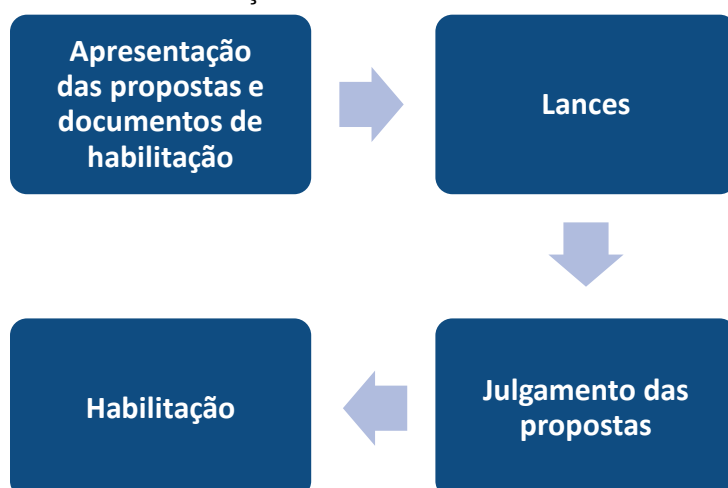 Apresentação
das propostas e
documentos de
habilitação
Lances
Julgamento das
propostas
Habilitação